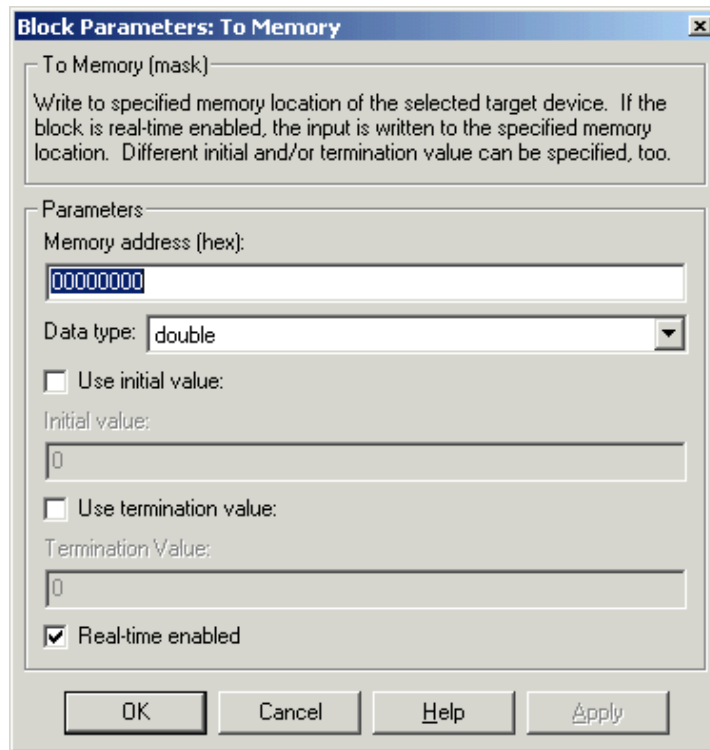 Block Parameters: To Memory
To Memory (mask)
Write to specified memory location of the selected target device.  If the
block is real-time enabled, the input is written to the specified memory
location.  Different initial and/or termination value can be specified, too.
Parameters
Memory address (hex):
00000000
Data type: double
Use initial value:
Initial value:
0
Use termination value:
Termination Value:
0
Real-time enabled
OK Cancel Help Apply